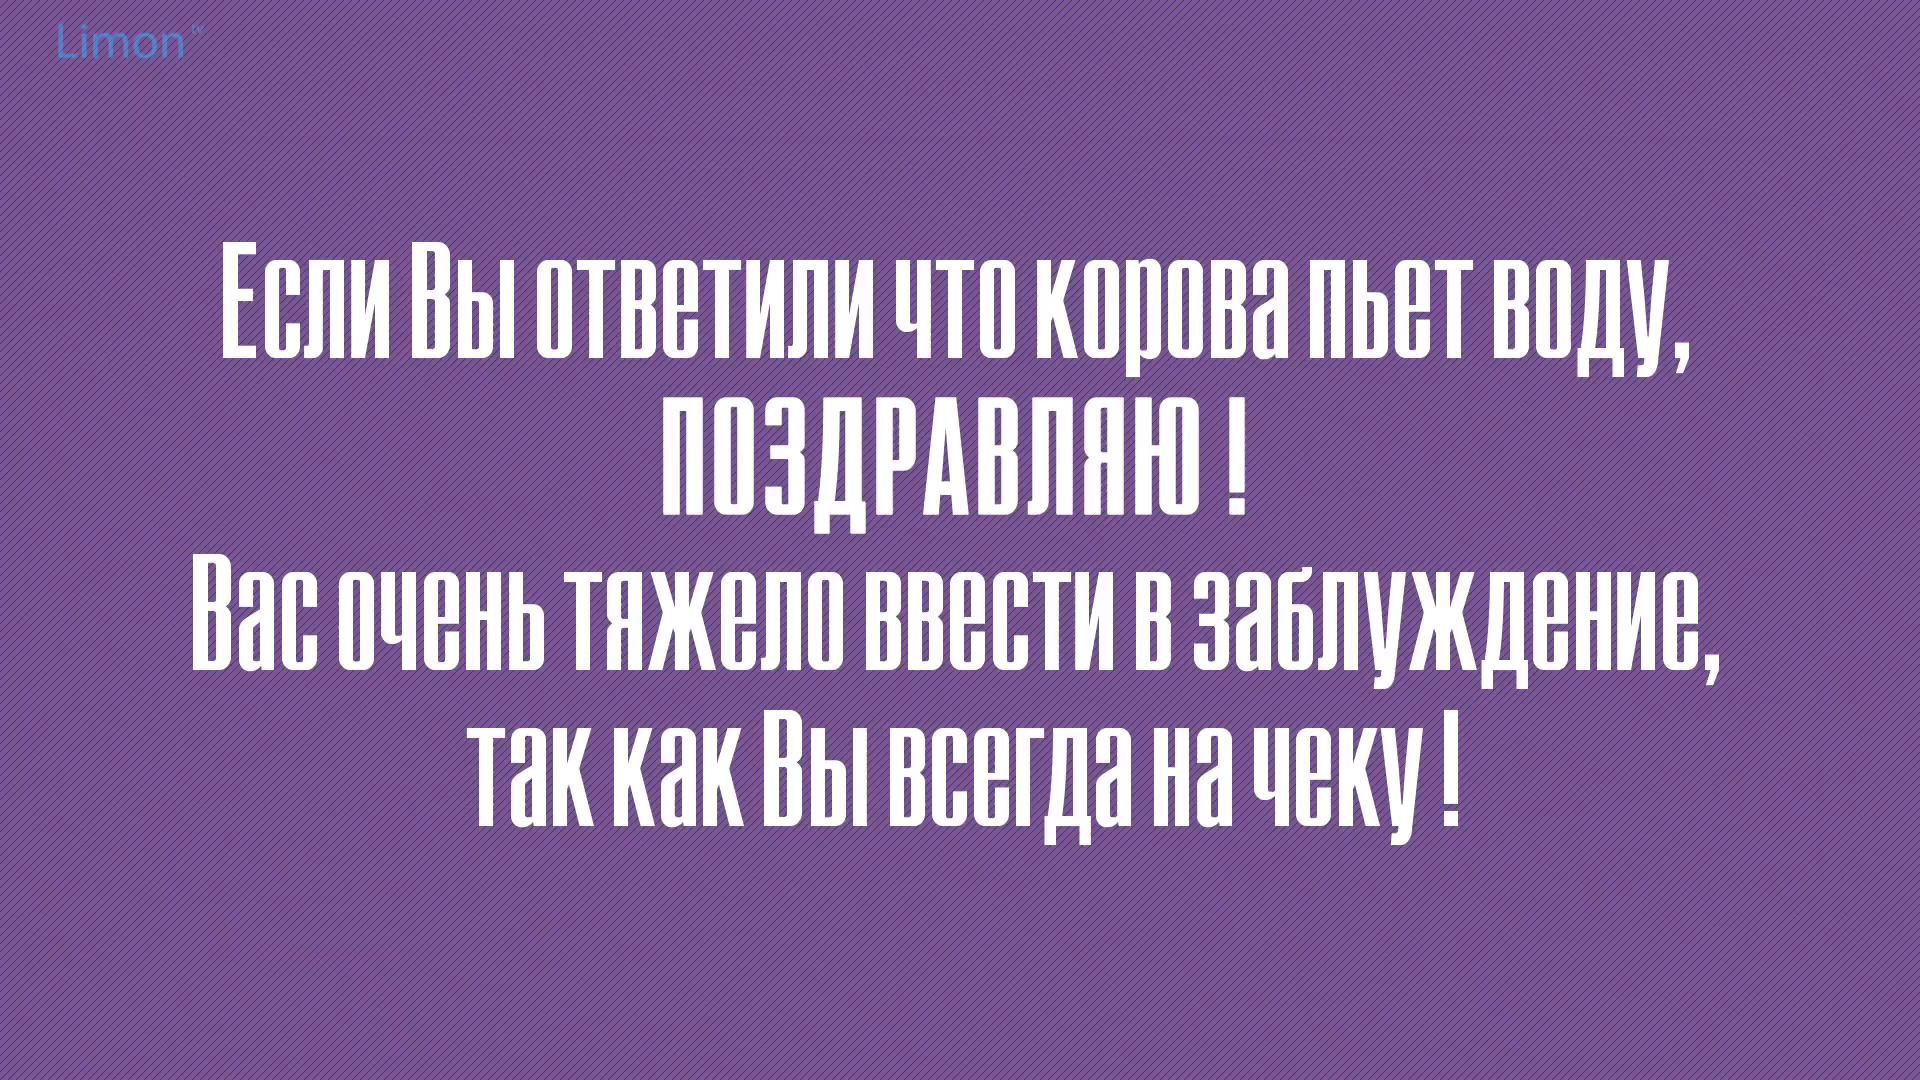 Limon tv
Если Вы ответили что корова пьет воду,
ПОЗДРАВЛЯЮ !
Вас очень тяжело ввести в заблуждение,
так как Вы всегда на чеку !